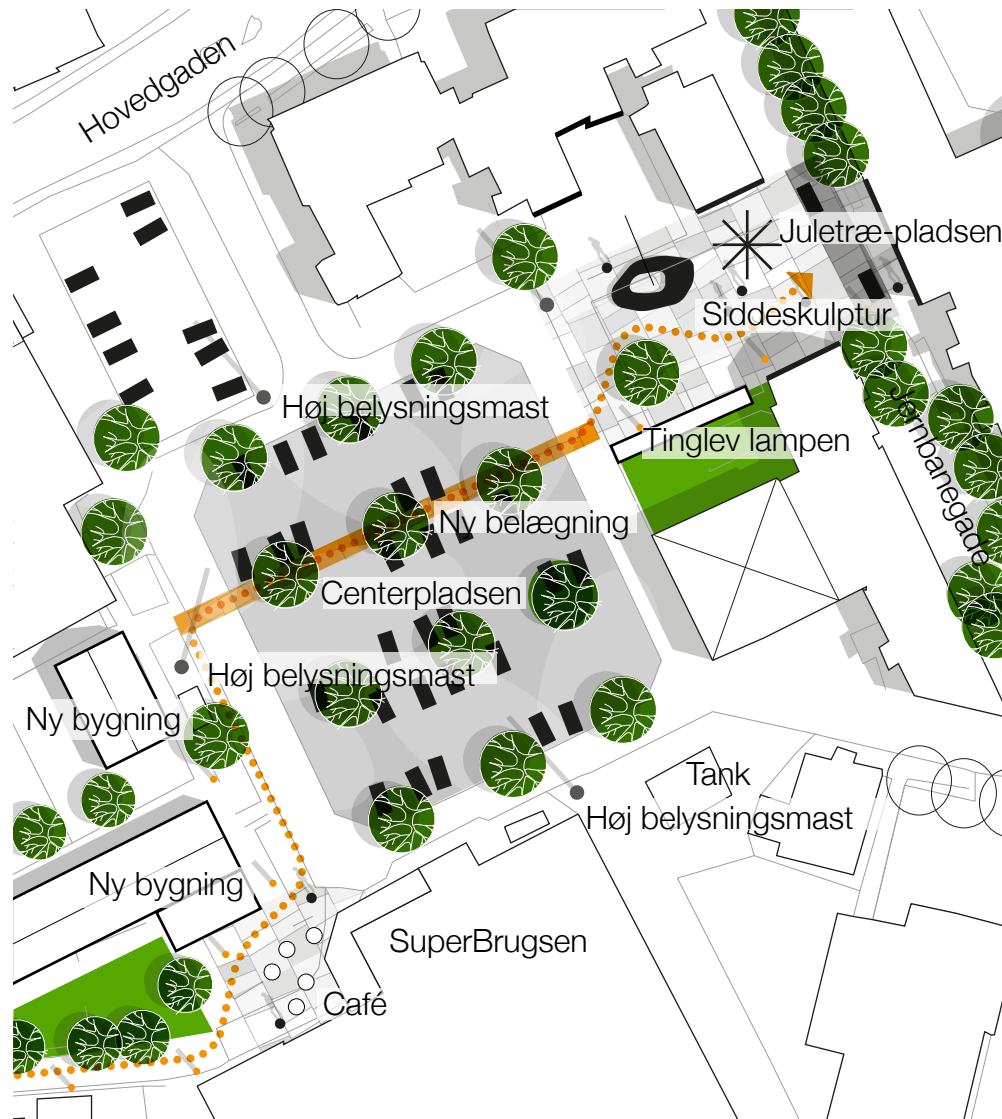 Hovedgaden
Juletræ-pladsen
Siddeskulptur
Høj belysningsmast
Tinglev lampen
Jernbanegade
Ny belægning
Centerpladsen
Høj belysningsmast
Ny bygning
Tank
Høj belysningsmast
Ny bygning
SuperBrugsen
Café